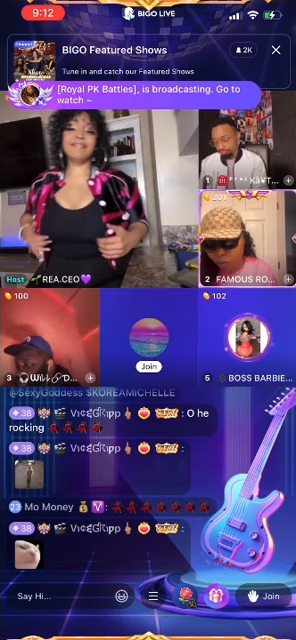 9:12
BIGO LIVE
Channel
BIGO Featured Shows
2K
Tune in and catch our Featured Shows
[Royal PK Battles], is broadcasting. Go to
watch ~
Host REA.CEO
1
201
2 FAMOUS RO...
100
3
Join
102
5 BOSS BARBIE...
@SexyGoddess $KOREAMICHELLE
38 : O he
rocking
38 :
23 Mo Money V :
38 :
Say Hi...
Join